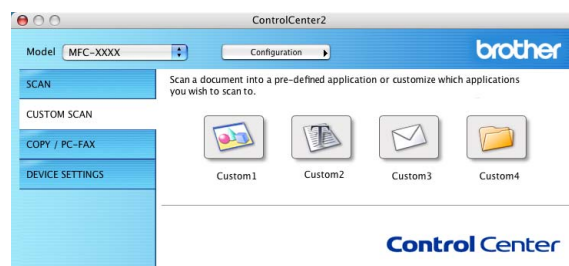 ControlCenter2
Model MFC-XXXX Configuration brother
SCAN
Scan a document into a pre-defined application or customize which applications
you wish to scan to.
CUSTOM SCAN
COPY / PC-FAX
DEVICE SETTINGS
Custom1 Custom2 Custom3 Custom4
Control Center